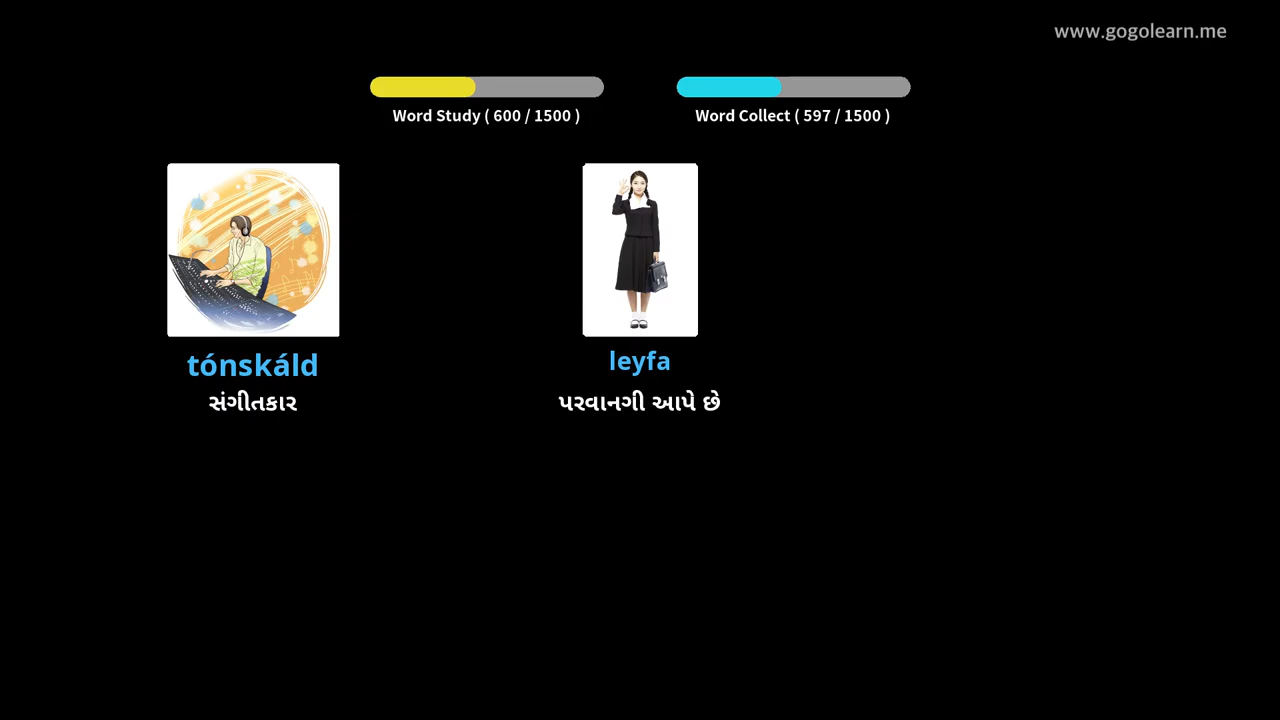 www.gogolearn.me
Word Study ( 600 / 1500 )
Word Collect ( 597 / 1500 )
tónskáld
સંગીતકાર
leyfa
પરવાનગી આપે છે